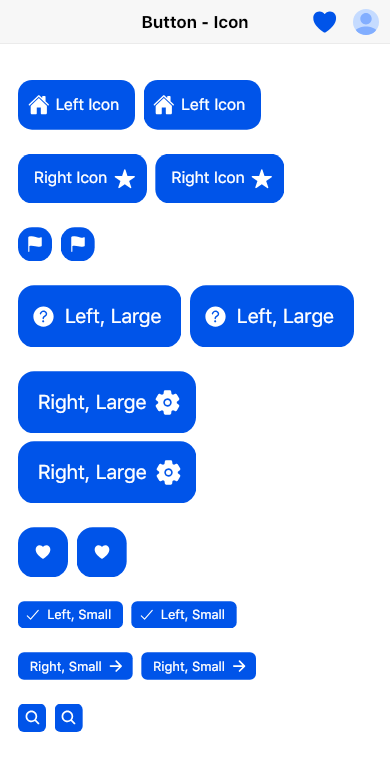 Button - Icon
Left Icon Left Icon
Right Icon Right Icon
Left, Large Left, Large
Right, Large
Right, Large
Left, Small Left, Small
Right, Small Right, Small